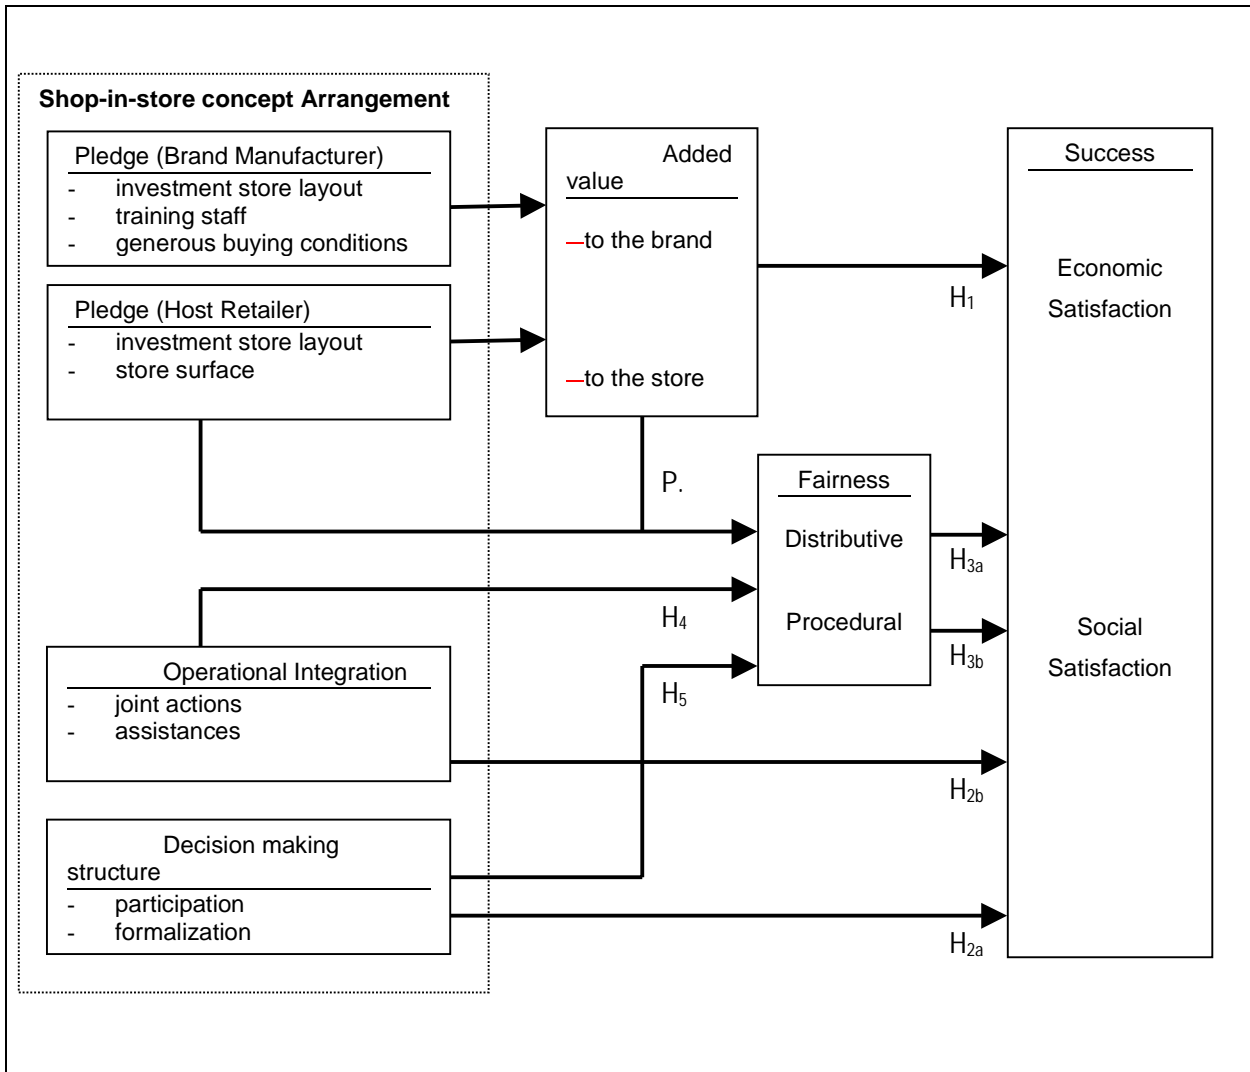 Shop-in-store concept Arrangement
Pledge (Brand Manufacturer)
- investment store layout
- training staff
- generous buying conditions
Pledge (Host Retailer)
- investment store layout
- store surface
Added
value
—to the brand
—to the store
Success
Economic
Satisfaction
Social
Satisfaction
H1
P.
Fairness
Distributive
Procedural
H3a
H3b
H4
H5
Operational Integration
- joint actions
- assistances
H2b
Decision making
structure
- participation
- formalization
H2a